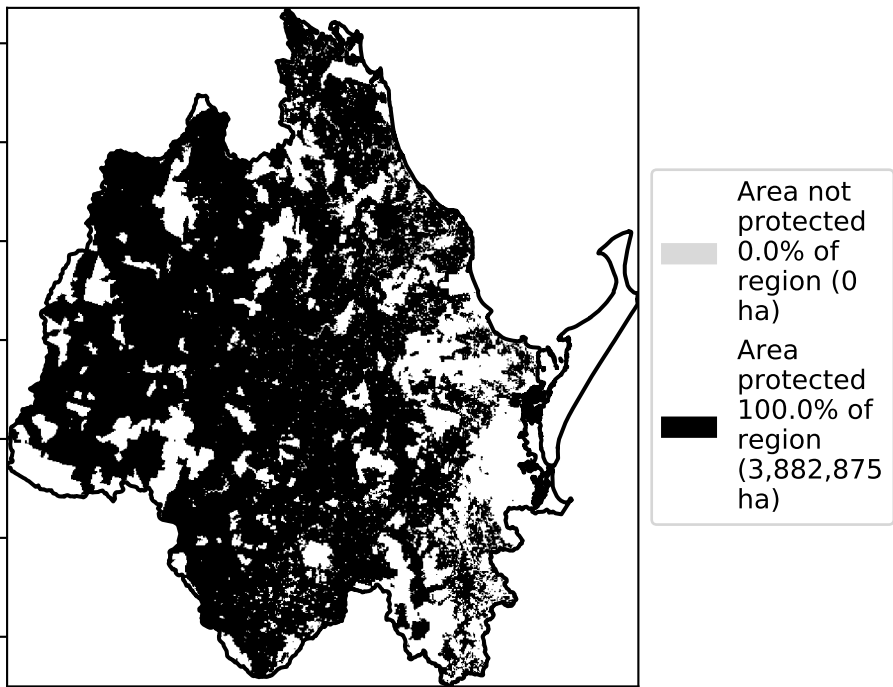 Area not
protected
0.0% of
region (0
ha)
Area
protected
100.0% of
region
(3,882,875
ha)